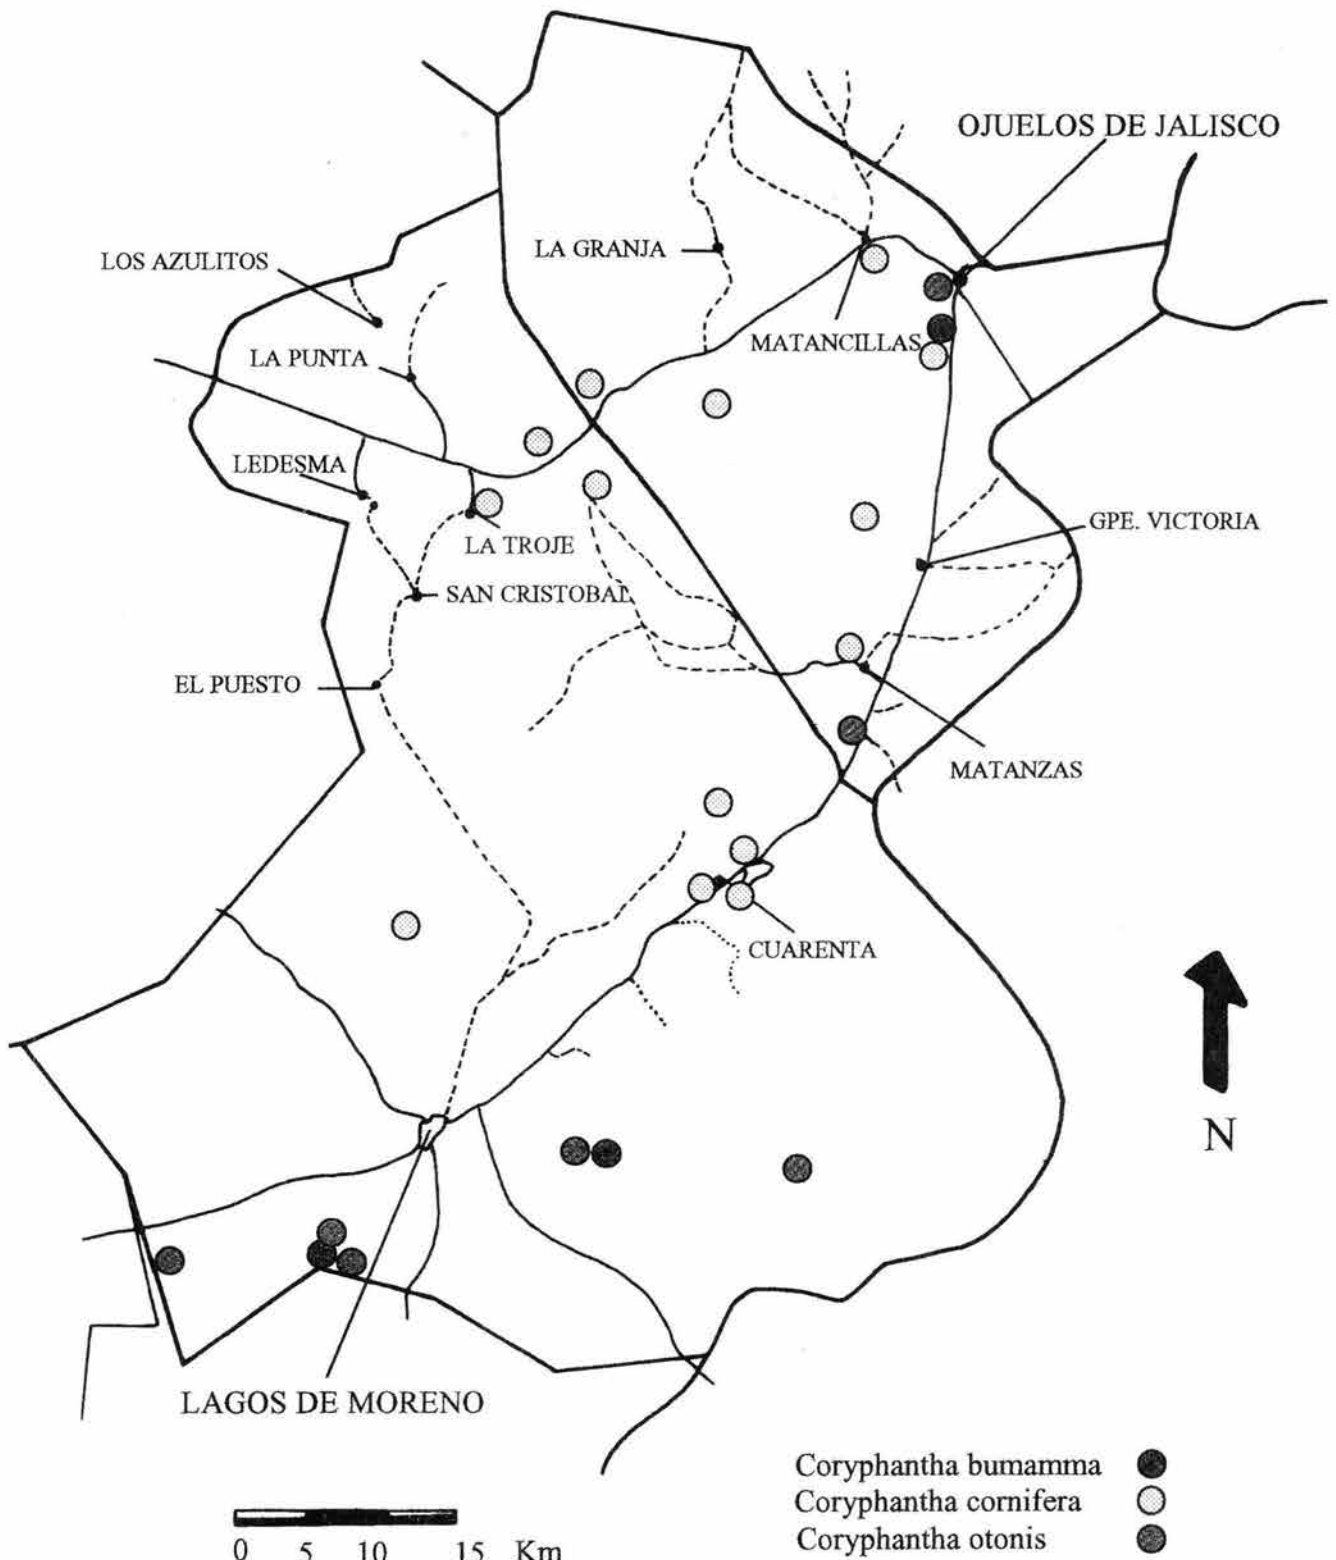 OJUELOS DE JALISCO
LA GRANJA
LOS AZULITOS
MATANCILLAS
LA PUNTA
LEDESMA
GPE. VICTORIA
LA TROJE
SAN CRISTOBAL
EL PUESTO
MATANZAS
CUARENTA
N
LAGOS DE MORENO
Coryphantha bumamma
Coryphantha cornifera
Coryphantha otonis
0 5 10 15 Km